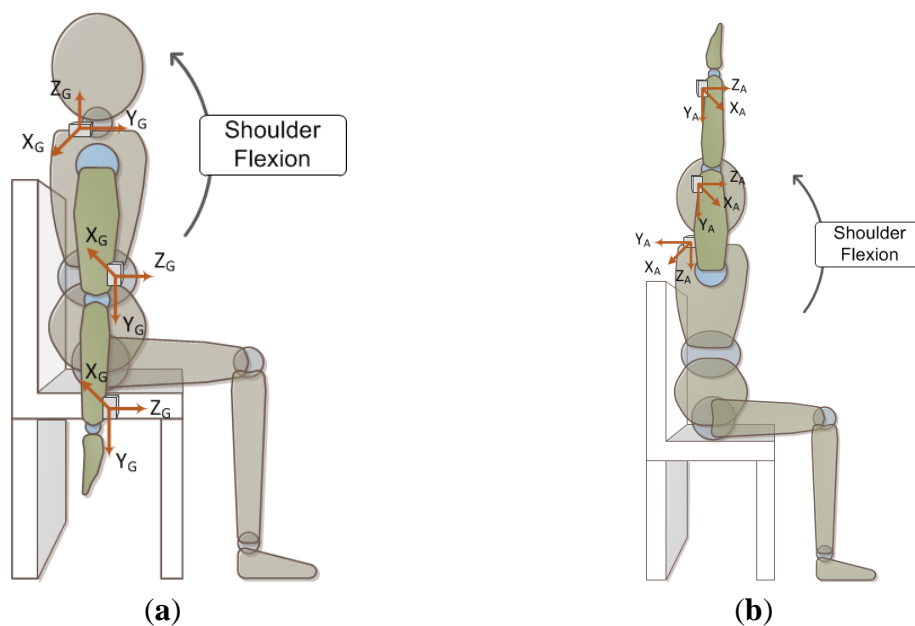 Z_G
Y_G
X_G
Shoulder
Flexion
X_G
Z_G
Y_G
X_G
Z_G
Y_G
(a)
Z_A
Y_A
X_A
Z_A
X_A
Y_A
Y_A
X_A
Z_A
Shoulder
Flexion
(b)